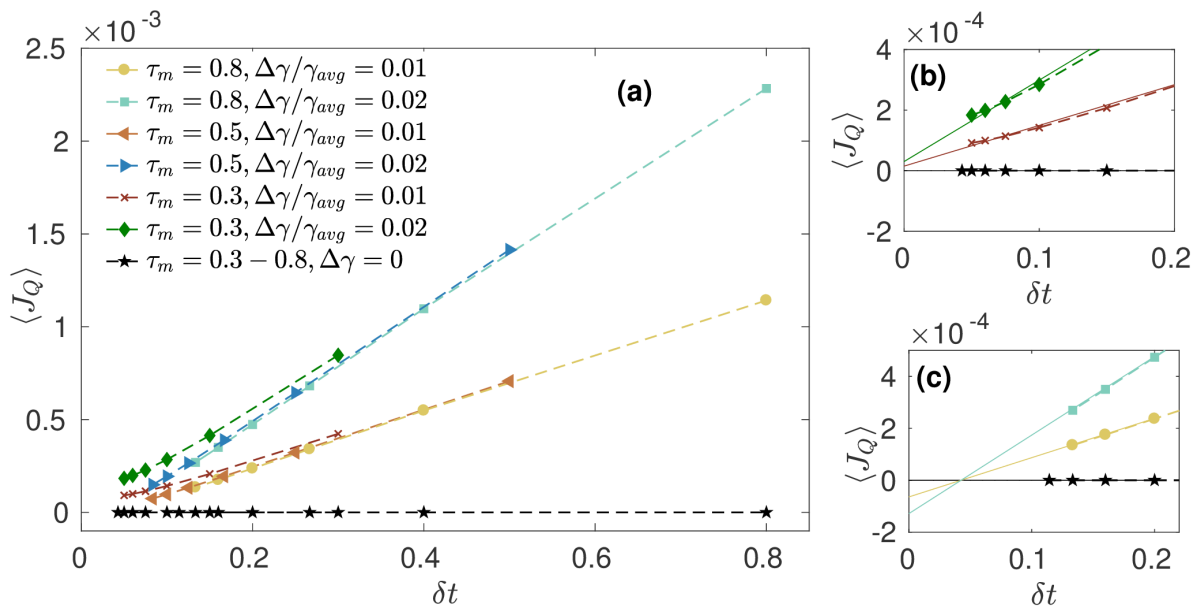 ×10⁻³
2.5
2
1.5
1
0.5
0
⟨J_Q⟩
τ_m = 0.8, Δγ/γ_avg = 0.01
τ_m = 0.8, Δγ/γ_avg = 0.02
τ_m = 0.5, Δγ/γ_avg = 0.01
τ_m = 0.5, Δγ/γ_avg = 0.02
τ_m = 0.3, Δγ/γ_avg = 0.01
τ_m = 0.3, Δγ/γ_avg = 0.02
τ_m = 0.3 − 0.8, Δγ = 0
(a)
0 0.2 0.4 0.6 0.8
δt
×10⁻⁴
(b)
4
2
0
-2
⟨J_Q⟩
0 0.1 0.2
δt
×10⁻⁴
(c)
4
2
0
-2
⟨J_Q⟩
0 0.1 0.2
δt